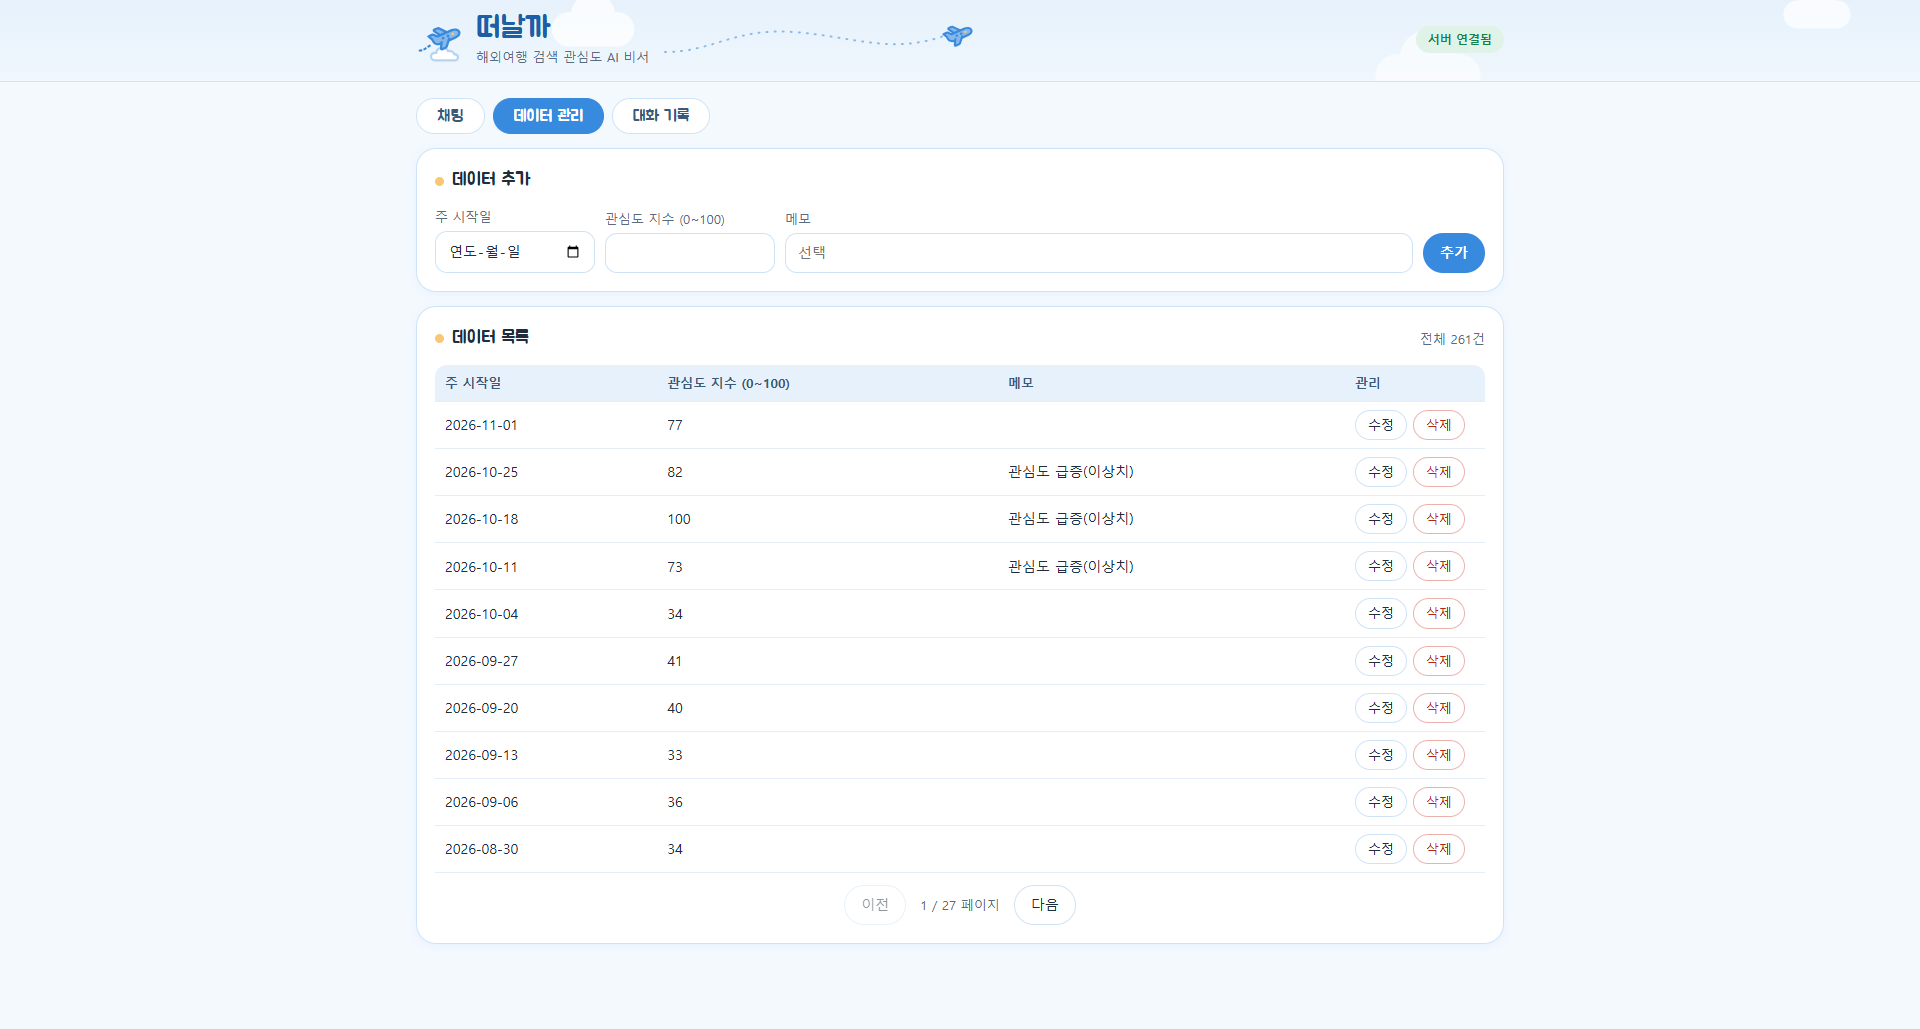 떠날까
해외여행 검색 관심도 AI 비서
서버 연결됨
채팅
데이터 관리
대화 기록
데이터 추가
주 시작일
관심도 지수 (0~100)
메모
연도-월-일
선택
추가
데이터 목록
전체 261건
주 시작일 관심도 지수 (0~100) 메모 관리
2026-11-01 77 수정 삭제
2026-10-25 82 관심도 급증(이상치) 수정 삭제
2026-10-18 100 관심도 급증(이상치) 수정 삭제
2026-10-11 73 관심도 급증(이상치) 수정 삭제
2026-10-04 34 수정 삭제
2026-09-27 41 수정 삭제
2026-09-20 40 수정 삭제
2026-09-13 33 수정 삭제
2026-09-06 36 수정 삭제
2026-08-30 34 수정 삭제
이전 1 / 27 페이지 다음